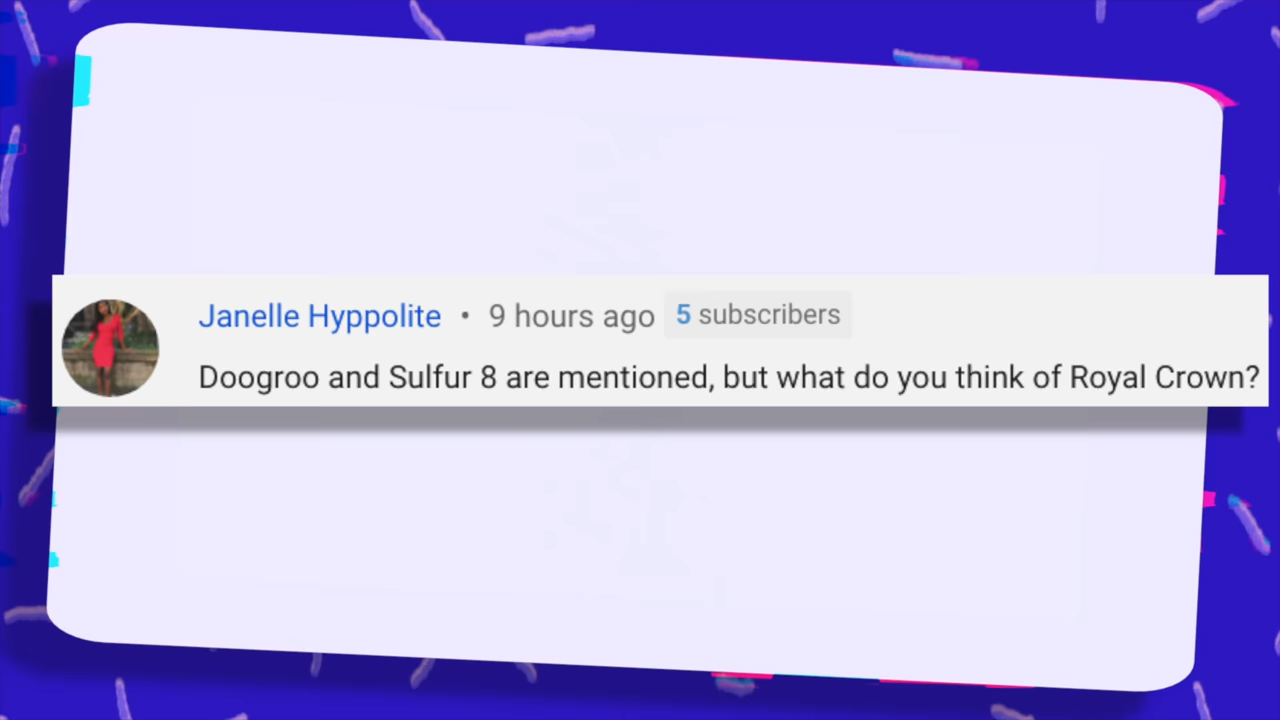 Janelle Hyppolite • 9 hours ago 5 subscribers
Doogroo and Sulfur 8 are mentioned, but what do you think of Royal Crown?